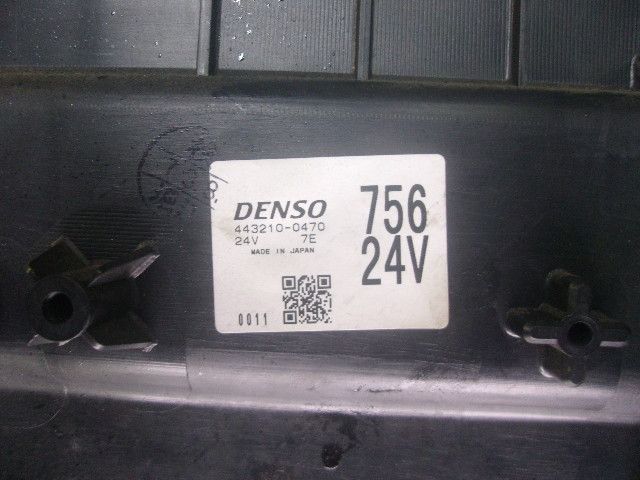 DENSO
443210-0470
24V 7E
MADE IN JAPAN
756
24V
0011